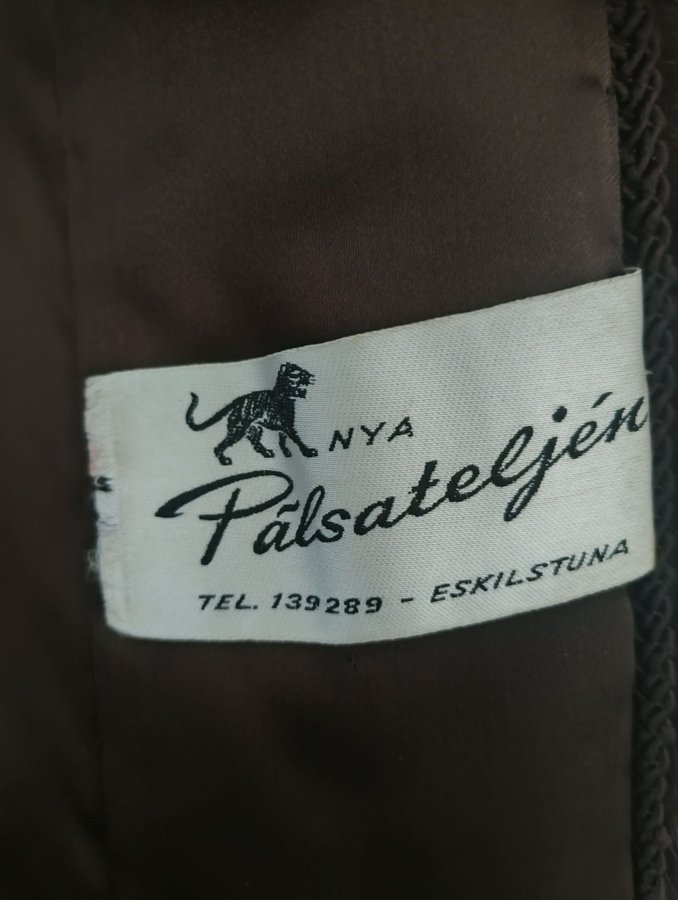 NYA
Pälsateljén
TEL. 139289 - ESKILSTUNA